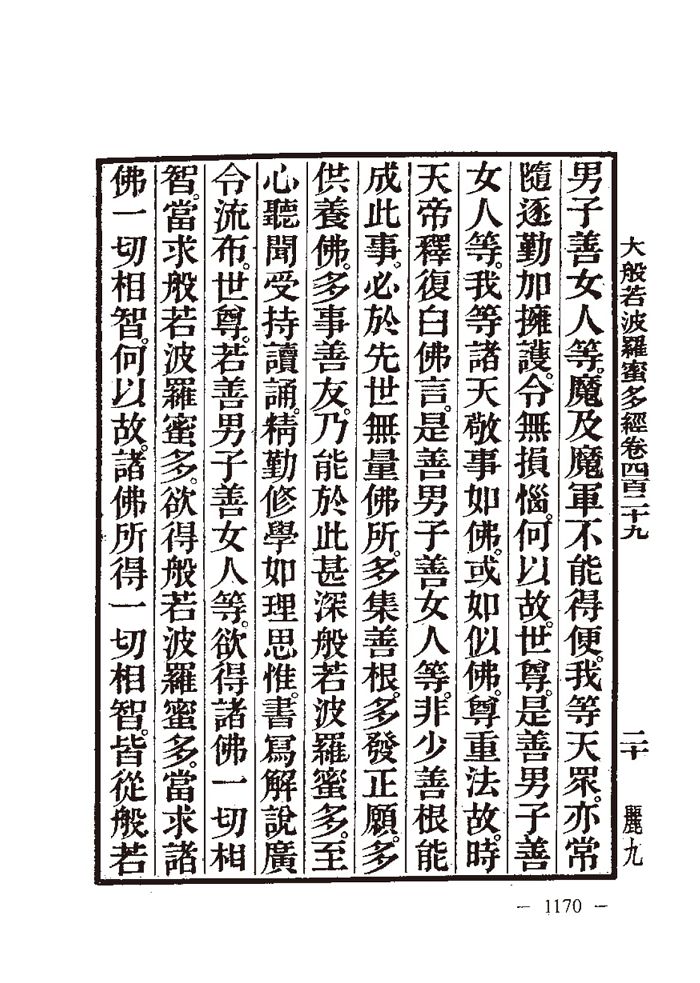 大般若波羅蜜多經卷四百二十九
二十
麗九
男子善女人等。魔及魔軍不能得便。我等天眾。亦常
隨逐勤加擁護。令無損惱。何以故。世尊。是善男子善
女人等。我等諸天敬事如佛。或如似佛。尊重法故。時
天帝釋復白佛言。是善男子善女人等。非少善根能
成此事。必於先世無量佛所。多集善根。多發正願。多
供養佛。多事善友。乃能於此甚深般若波羅蜜多。至
心聽聞受持讀誦。精勤修學如理思惟。書寫解說廣
令流布。世尊。若善男子善女人等。欲得諸佛一切相
智。當求般若波羅蜜多。欲得般若波羅蜜多。當求諸
佛一切相智。何以故。諸佛所得一切相智。皆從般若
— 1170 —